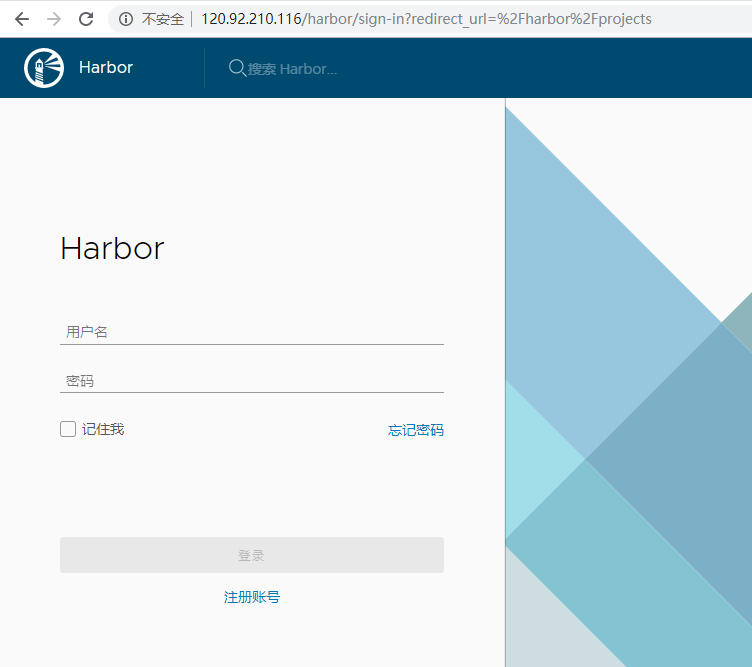 不安全 120.92.210.116/harbor/sign-in?redirect_url=%2Fharbor%2Fprojects
Harbor 搜索 Harbor...
Harbor
用户名
密码
记住我 忘记密码
登录
注册账号